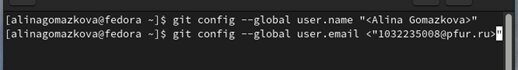 [alinagomazkova@fedora ~]$ git config --global user.name "<Alina Gomazkova>"
[alinagomazkova@fedora ~]$ git config --global user.email <"1032235008@pfur.ru>"